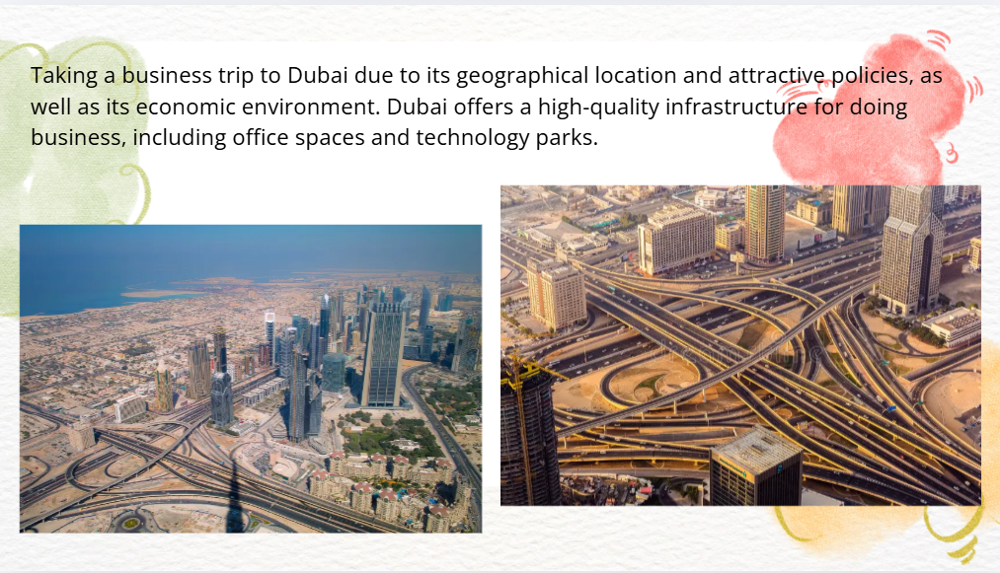 Taking a business trip to Dubai due to its geographical location and attractive policies, as
well as its economic environment. Dubai offers a high-quality infrastructure for doing
business, including office spaces and technology parks.